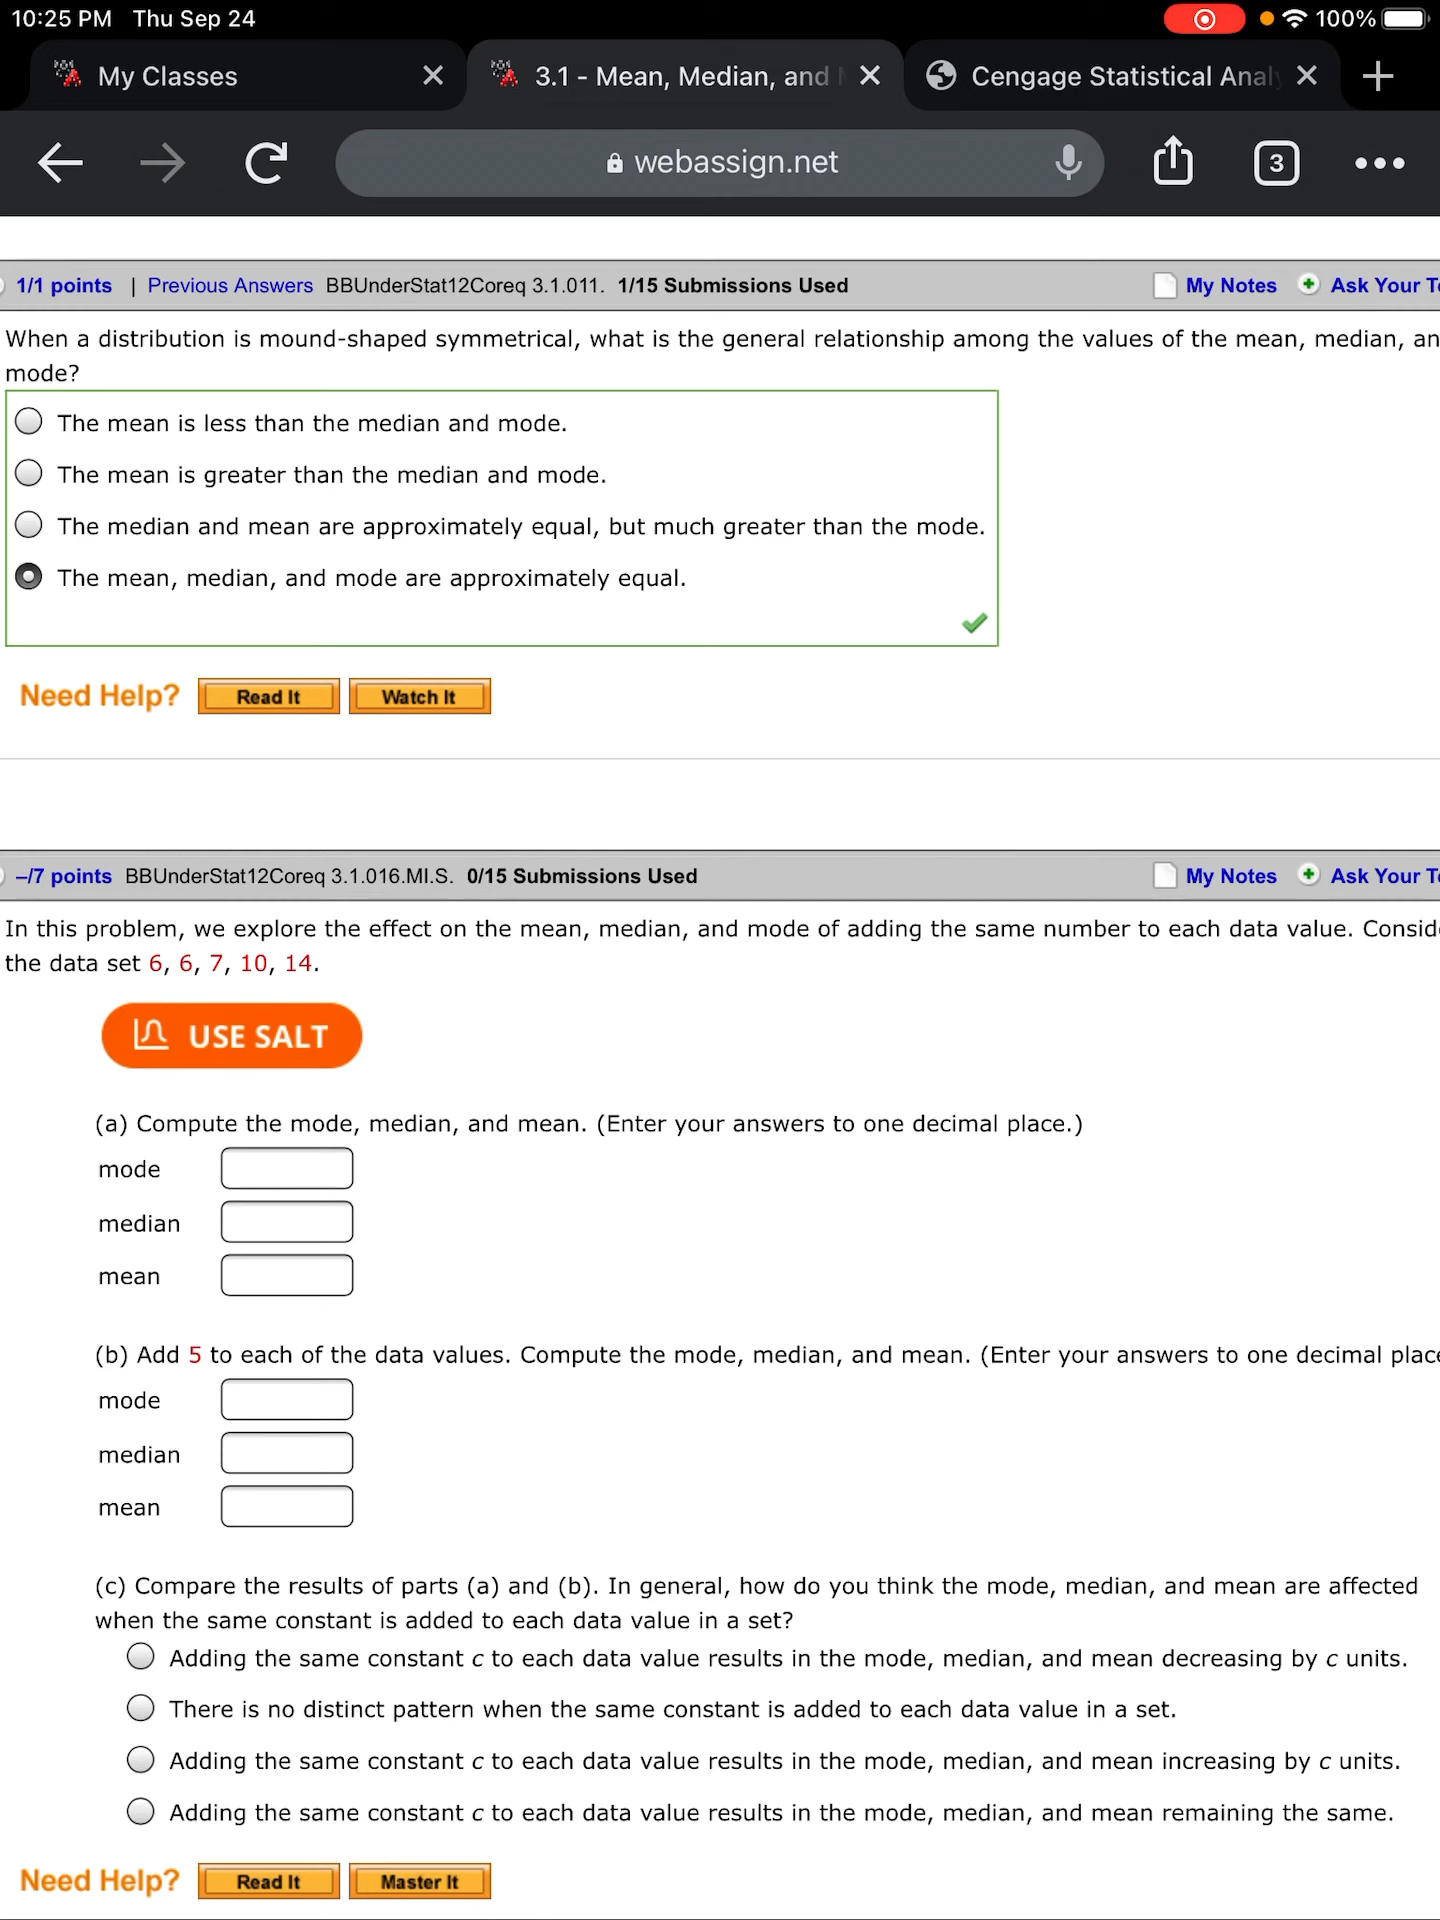 10:25 PM Thu Sep 24 100%
My Classes 3.1 - Mean, Median, and Cengage Statistical Analy
webassign.net 3
1/1 points | Previous Answers BBUnderStat12Coreq 3.1.011. 1/15 Submissions Used My Notes Ask Your
When a distribution is mound-shaped symmetrical, what is the general relationship among the values of the mean, median, an
mode?
The mean is less than the median and mode.
The mean is greater than the median and mode.
The median and mean are approximately equal, but much greater than the mode.
The mean, median, and mode are approximately equal.
Need Help? Read It Watch It
–/7 points BBUnderStat12Coreq 3.1.016.MI.S. 0/15 Submissions Used My Notes Ask Your
In this problem, we explore the effect on the mean, median, and mode of adding the same number to each data value. Consid
the data set 6, 6, 7, 10, 14.
USE SALT
(a) Compute the mode, median, and mean. (Enter your answers to one decimal place.)
mode
median
mean
(b) Add 5 to each of the data values. Compute the mode, median, and mean. (Enter your answers to one decimal place
mode
median
mean
(c) Compare the results of parts (a) and (b). In general, how do you think the mode, median, and mean are affected
when the same constant is added to each data value in a set?
Adding the same constant c to each data value results in the mode, median, and mean decreasing by c units.
There is no distinct pattern when the same constant is added to each data value in a set.
Adding the same constant c to each data value results in the mode, median, and mean increasing by c units.
Adding the same constant c to each data value results in the mode, median, and mean remaining the same.
Need Help? Read It Master It